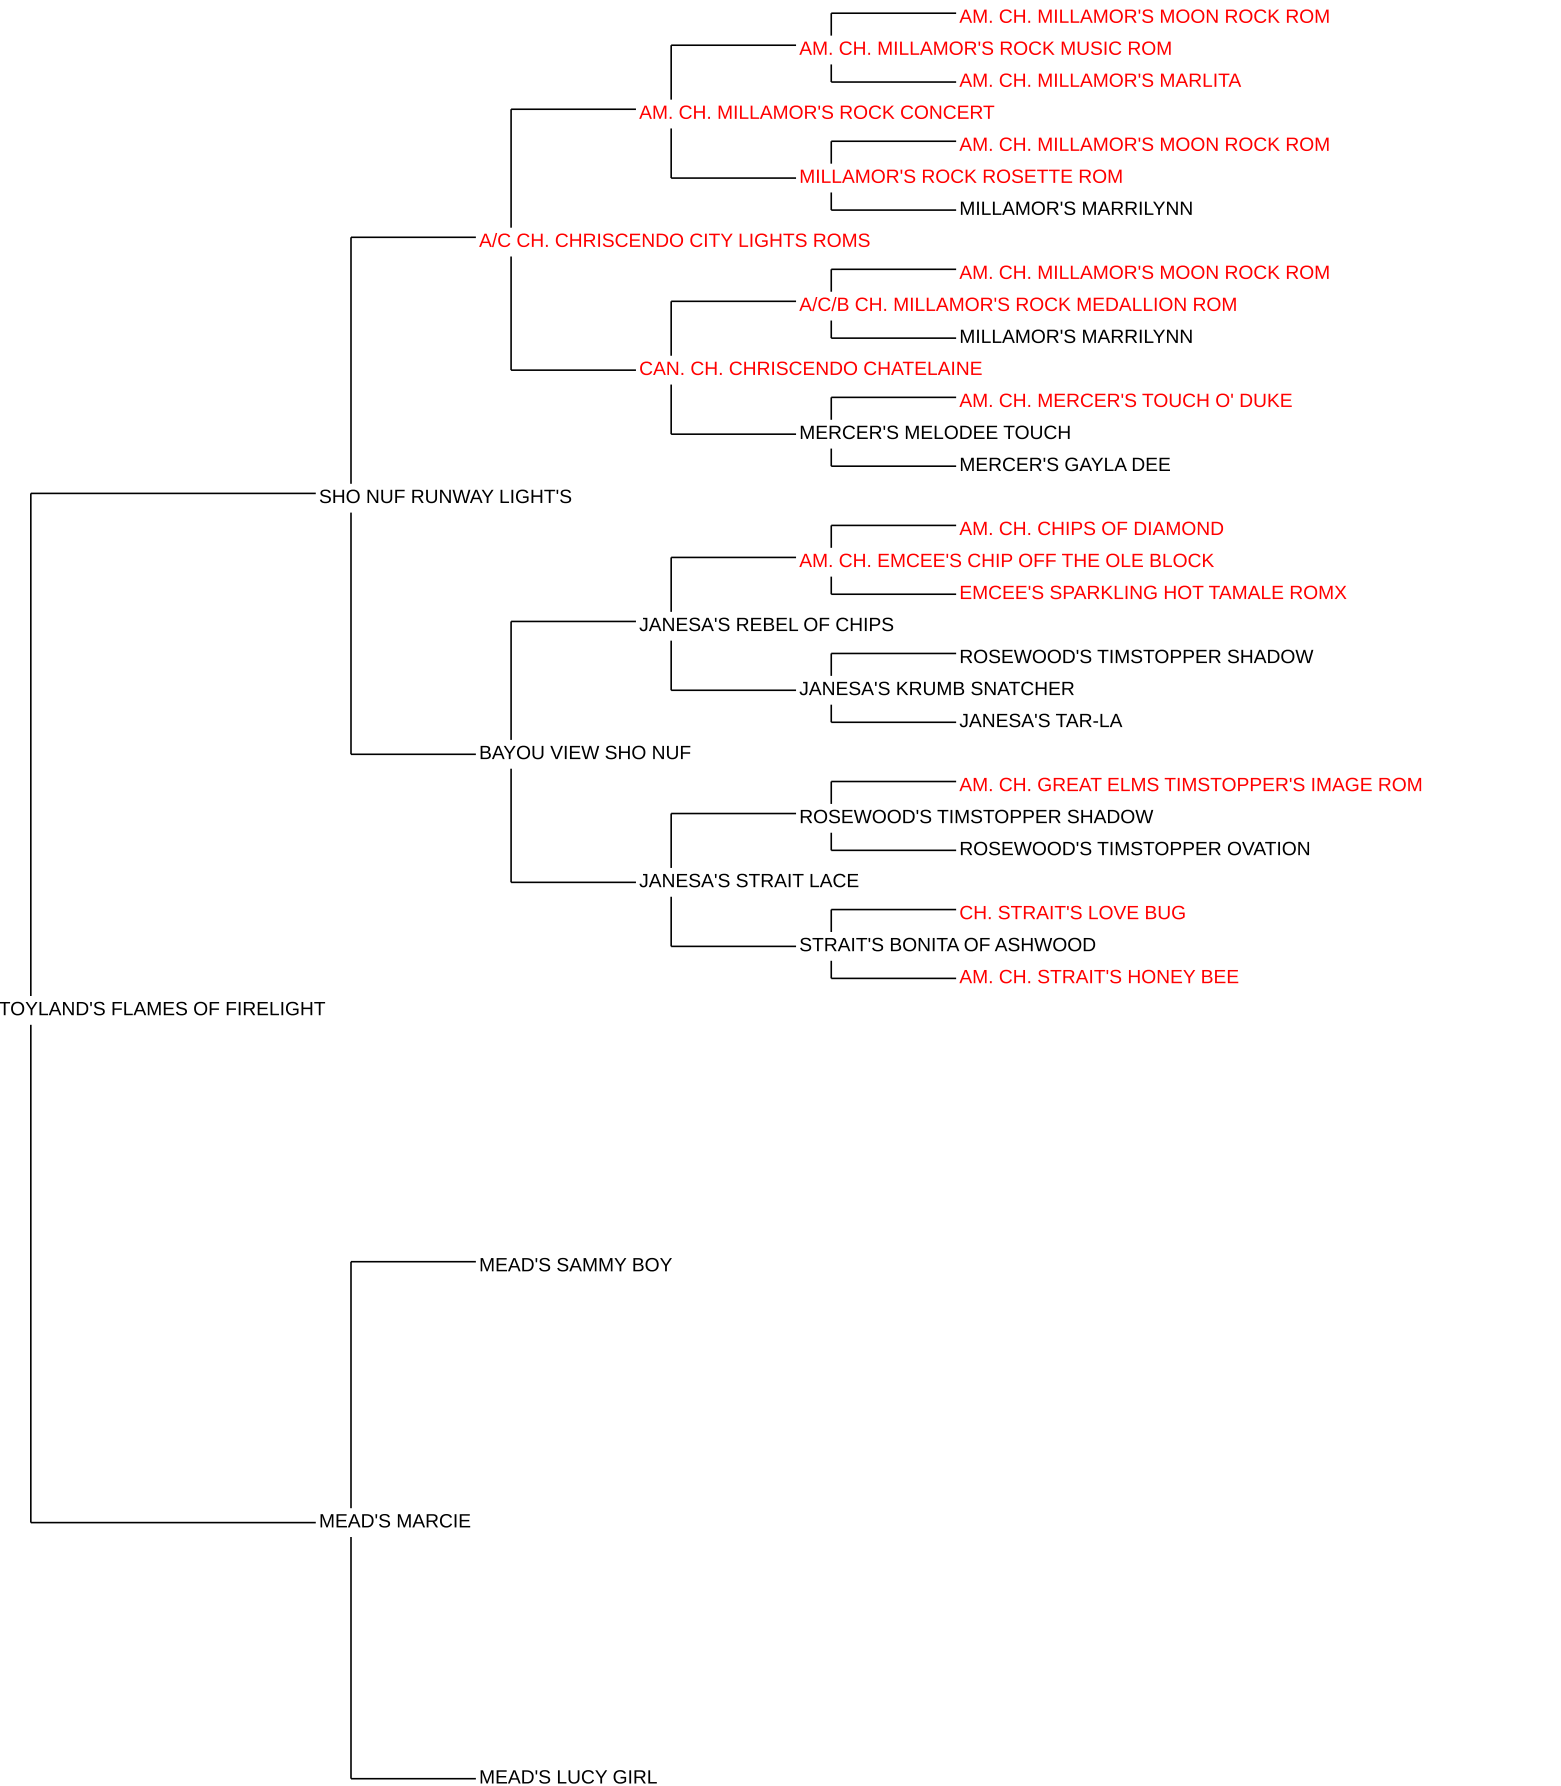 AM. CH. MILLAMOR'S MOON ROCK ROM
AM. CH. MILLAMOR'S ROCK MUSIC ROM
AM. CH. MILLAMOR'S MARLITA
AM. CH. MILLAMOR'S ROCK CONCERT
AM. CH. MILLAMOR'S MOON ROCK ROM
MILLAMOR'S ROCK ROSETTE ROM
MILLAMOR'S MARRILYNN
A/C CH. CHRISCENDO CITY LIGHTS ROMS
AM. CH. MILLAMOR'S MOON ROCK ROM
A/C/B CH. MILLAMOR'S ROCK MEDALLION ROM
MILLAMOR'S MARRILYNN
CAN. CH. CHRISCENDO CHATELAINE
AM. CH. MERCER'S TOUCH O' DUKE
MERCER'S MELODEE TOUCH
MERCER'S GAYLA DEE
SHO NUF RUNWAY LIGHT'S
AM. CH. CHIPS OF DIAMOND
AM. CH. EMCEE'S CHIP OFF THE OLE BLOCK
EMCEE'S SPARKLING HOT TAMALE ROMX
JANESA'S REBEL OF CHIPS
ROSEWOOD'S TIMSTOPPER SHADOW
JANESA'S KRUMB SNATCHER
JANESA'S TAR-LA
BAYOU VIEW SHO NUF
AM. CH. GREAT ELMS TIMSTOPPER'S IMAGE ROM
ROSEWOOD'S TIMSTOPPER SHADOW
ROSEWOOD'S TIMSTOPPER OVATION
JANESA'S STRAIT LACE
CH. STRAIT'S LOVE BUG
STRAIT'S BONITA OF ASHWOOD
AM. CH. STRAIT'S HONEY BEE
TOYLAND'S FLAMES OF FIRELIGHT
MEAD'S SAMMY BOY
MEAD'S MARCIE
MEAD'S LUCY GIRL